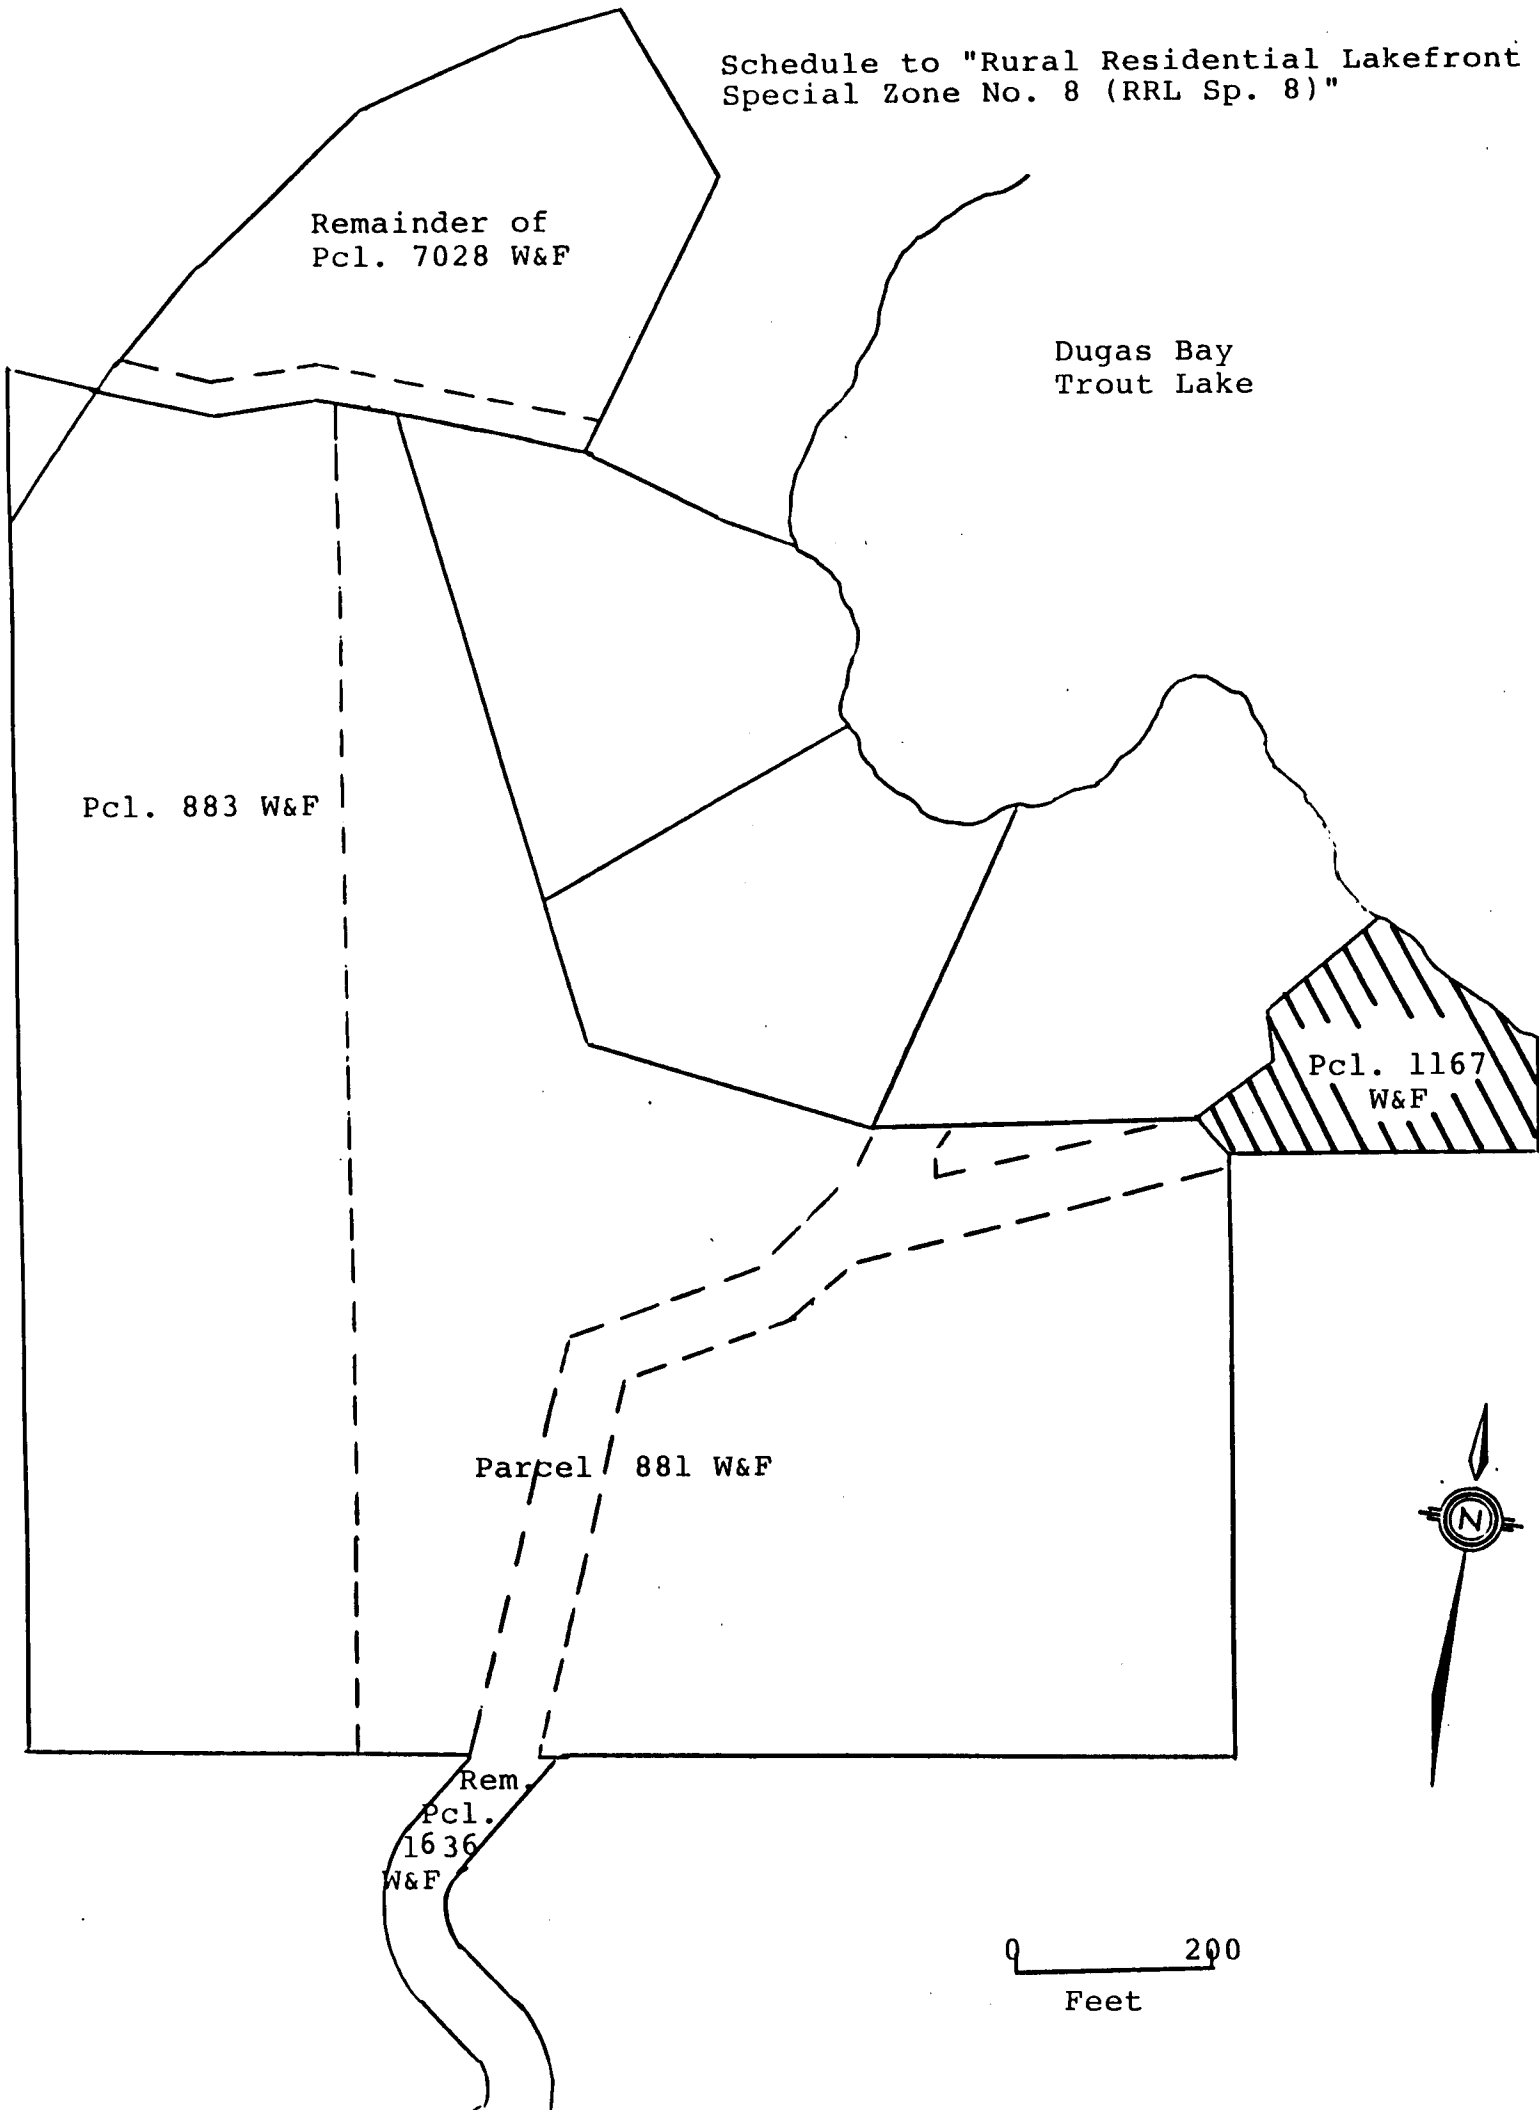 Schedule to "Rural Residential Lakefront
Special Zone No. 8 (RRL Sp. 8)"
Remainder of
Pcl. 7028 W&F
Dugas Bay
Trout Lake
Pcl. 883 W&F
Pcl. 1167
W&F
Parcel 881 W&F
N
Rem.
Pcl.
1636
W&F
0 200
Feet